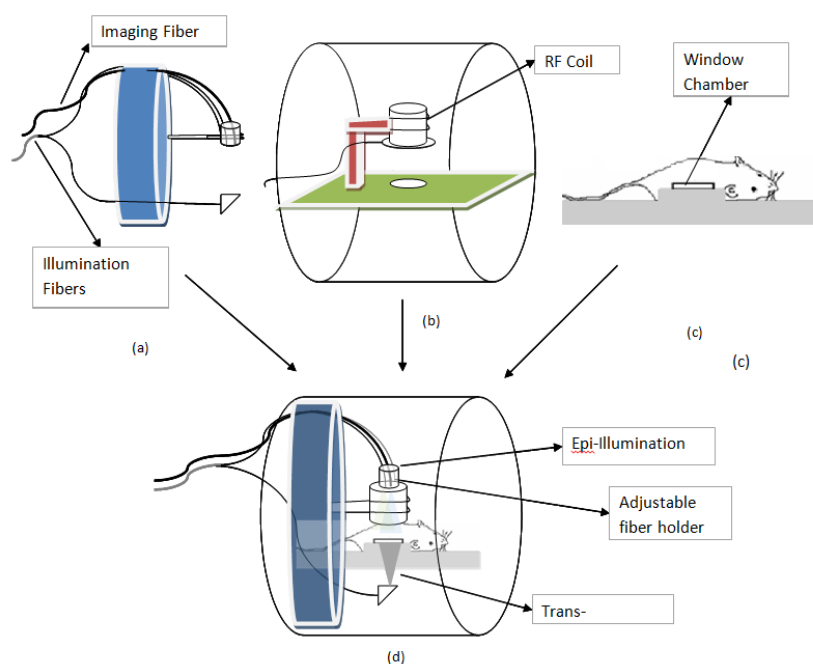 Imaging Fiber
RF Coil
Window
Chamber
Illumination
Fibers
(a)
(b)
(c)
(c)
Epi-Illumination
Adjustable
fiber holder
Trans-
(d)